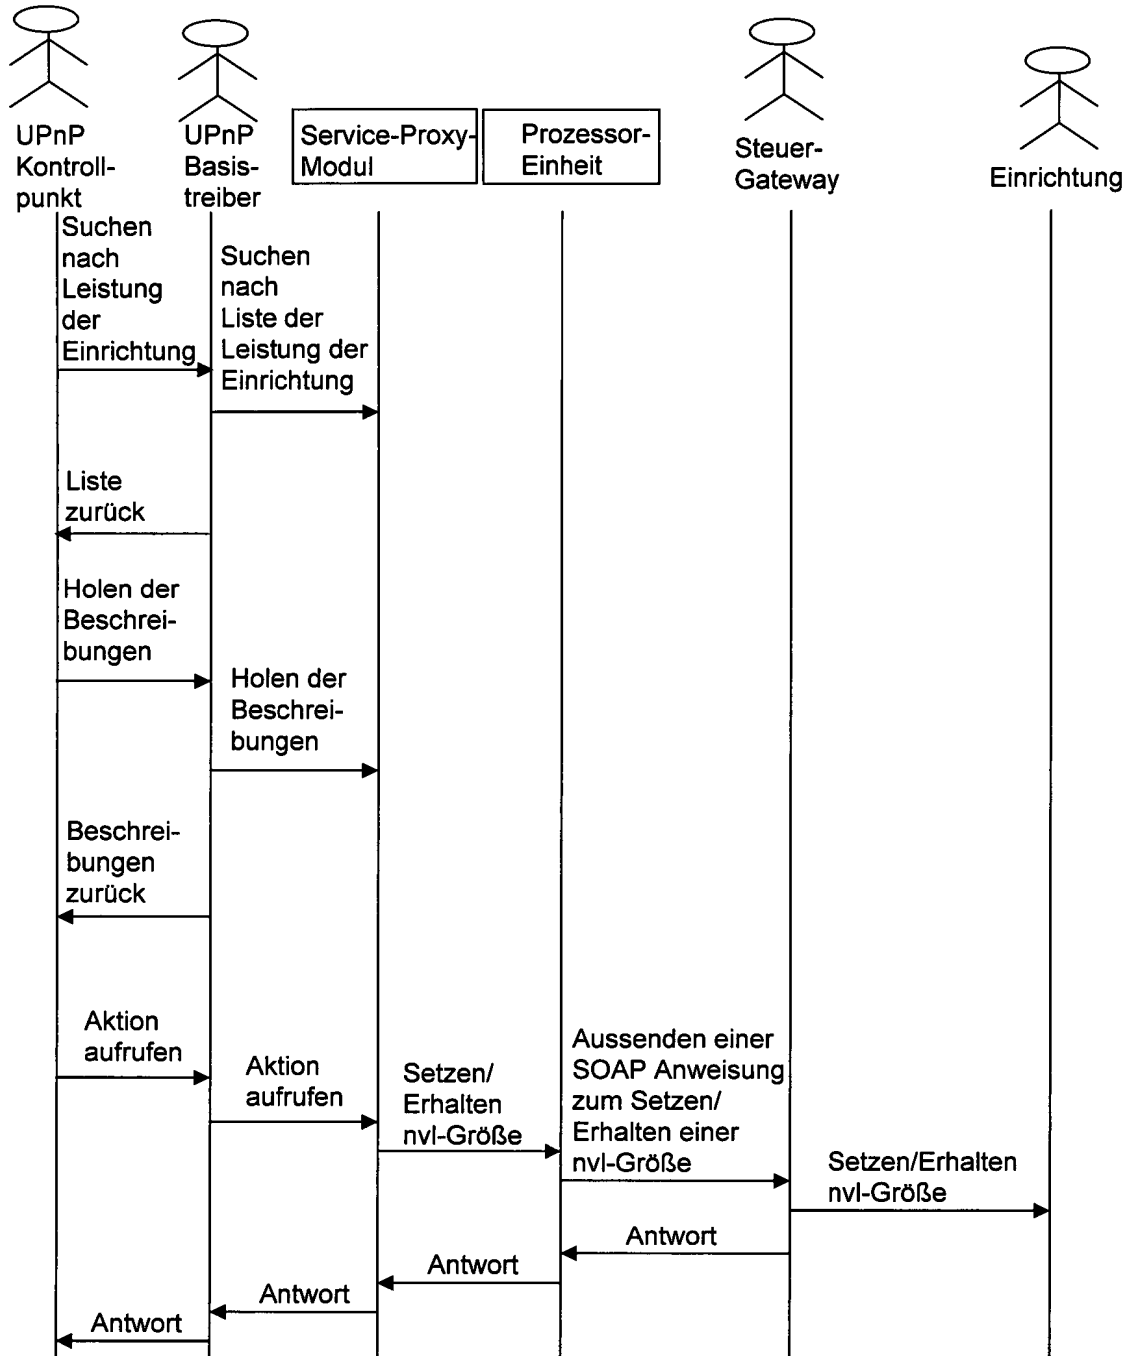 UPnP
Kontroll-
punkt
UPnP
Basis-
treiber
Service-Proxy-
Modul
Prozessor-
Einheit
Steuer-
Gateway
Einrichtung
Suchen
nach
Leistung
der
Einrichtung
Suchen
nach
Liste der
Leistung der
Einrichtung
Liste
zurück
Holen der
Beschrei-
bungen
Holen der
Beschrei-
bungen
Beschrei-
bungen
zurück
Aktion
aufrufen
Aktion
aufrufen
Setzen/
Erhalten
nvl-Größe
Aussenden einer
SOAP Anweisung
zum Setzen/
Erhalten einer
nvl-Größe
Setzen/Erhalten
nvl-Größe
Antwort
Antwort
Antwort
Antwort